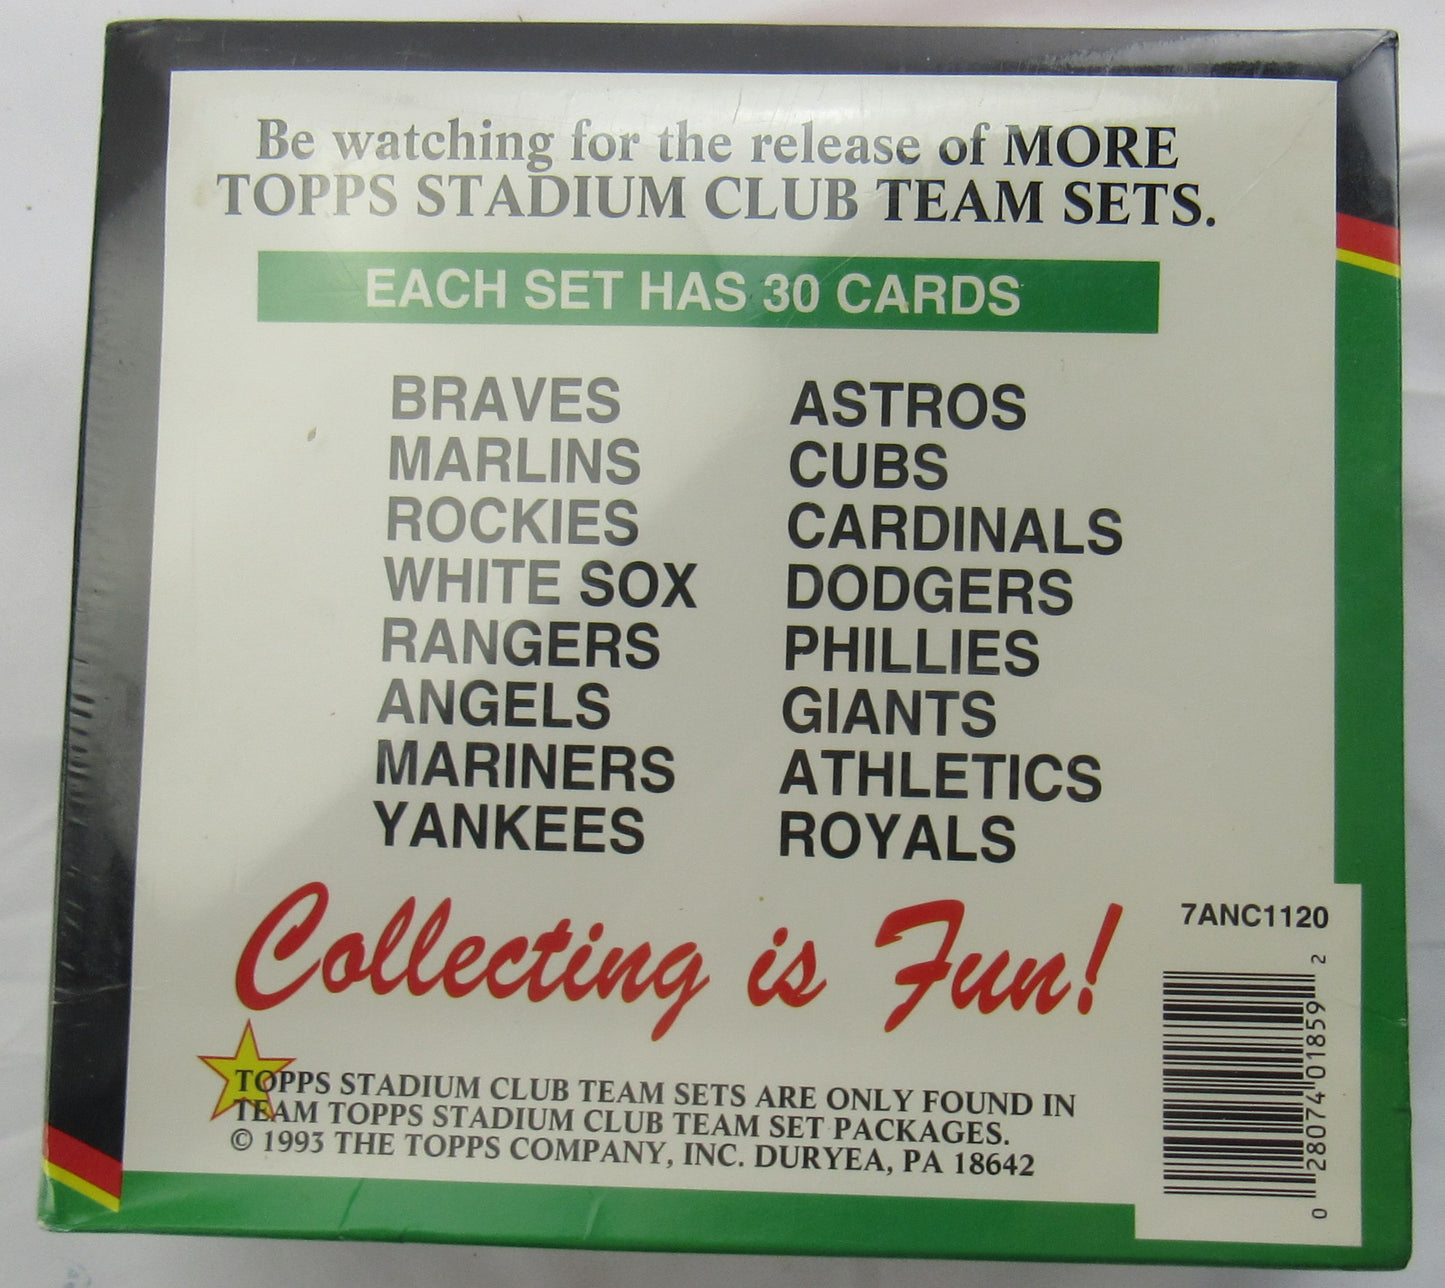 Be watching for the release of MORE
TOPPS STADIUM CLUB TEAM SETS.
EACH SET HAS 30 CARDS
BRAVES
MARLINS
ROCKIES
WHITE SOX
RANGERS
ANGELS
MARINERS
YANKEES
ASTROS
CUBS
CARDINALS
DODGERS
PHILLIES
GIANTS
ATHLETICS
ROYALS
Collecting is Fun!
TOPPS STADIUM CLUB TEAM SETS ARE ONLY FOUND IN
TEAM TOPPS STADIUM CLUB TEAM SET PACKAGES.
© 1993 THE TOPPS COMPANY, INC. DURYEA, PA 18642
7ANC1120
0 28074 01859 2